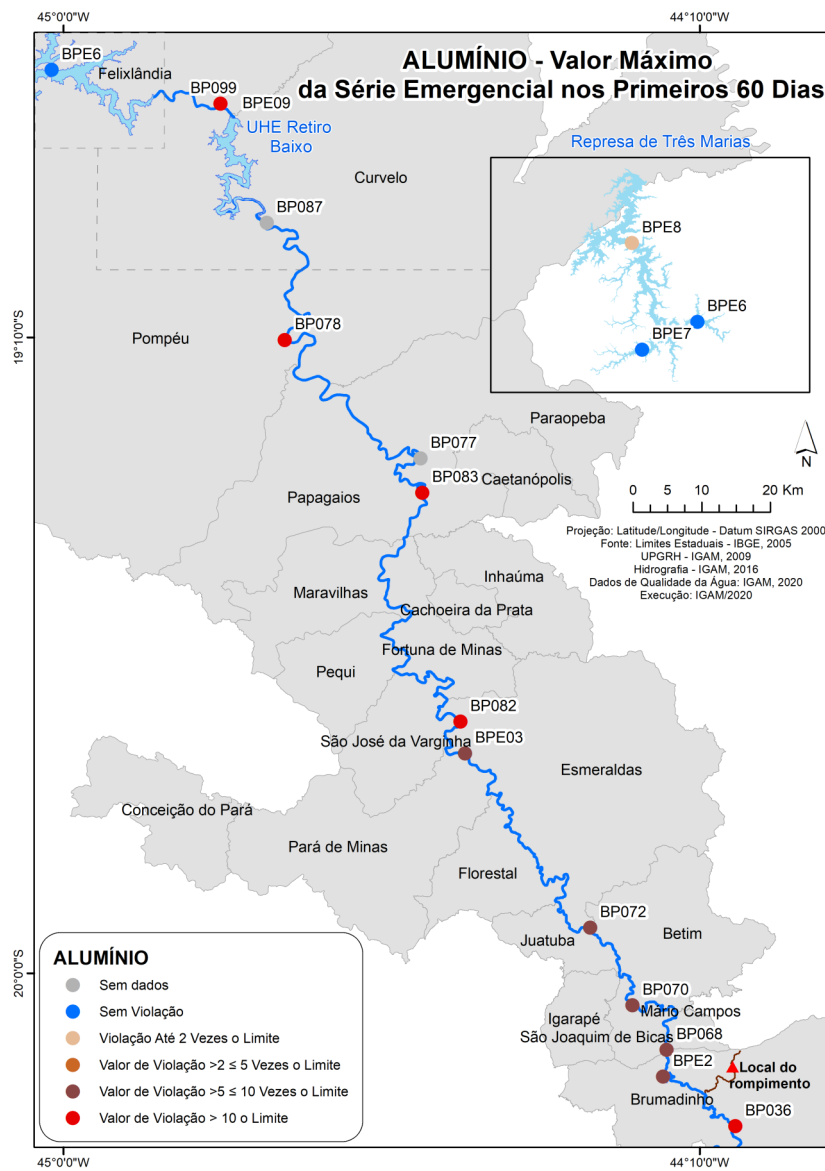 45°0'0"W
44°10'0"W
ALUMÍNIO - Valor Máximo
da Série Emergencial nos Primeiros 60 Dias
BPE6
Felixlândia
BP099
BPE09
UHE Retiro
Baixo
Represa de Três Marias
Curvelo
BP087
BPE8
BPE6
BPE7
19°10'0"S
Pompéu
BP078
Paraopeba
BP077
N
BP083
Caetanópolis
Papagaios
0 5 10 20 Km
Projeção: Latitude/Longitude - Datum SIRGAS 2000
Fonte: Limites Estaduais - IBGE, 2005
UPGRH - IGAM, 2009
Hidrografia - IGAM, 2016
Dados de Qualidade da Água: IGAM, 2020
Execução: IGAM/2020
Inhaúma
Maravilhas
Cachoeira da Prata
Fortuna de Minas
Pequi
BP082
São José da Varginha
BPE03
Esmeraldas
Conceição do Pará
Pará de Minas
Florestal
BP072
Juatuba
Betim
20°0'0"S
BP070
Mário Campos
Igarapé
São Joaquim de Bicas
BP068
BPE2
Local do
rompimento
Brumadinho
BP036
ALUMÍNIO
Sem dados
Sem Violação
Violação Até 2 Vezes o Limite
Valor de Violação >2 ≤ 5 Vezes o Limite
Valor de Violação >5 ≤ 10 Vezes o Limite
Valor de Violação > 10 o Limite
45°0'0"W
44°10'0"W